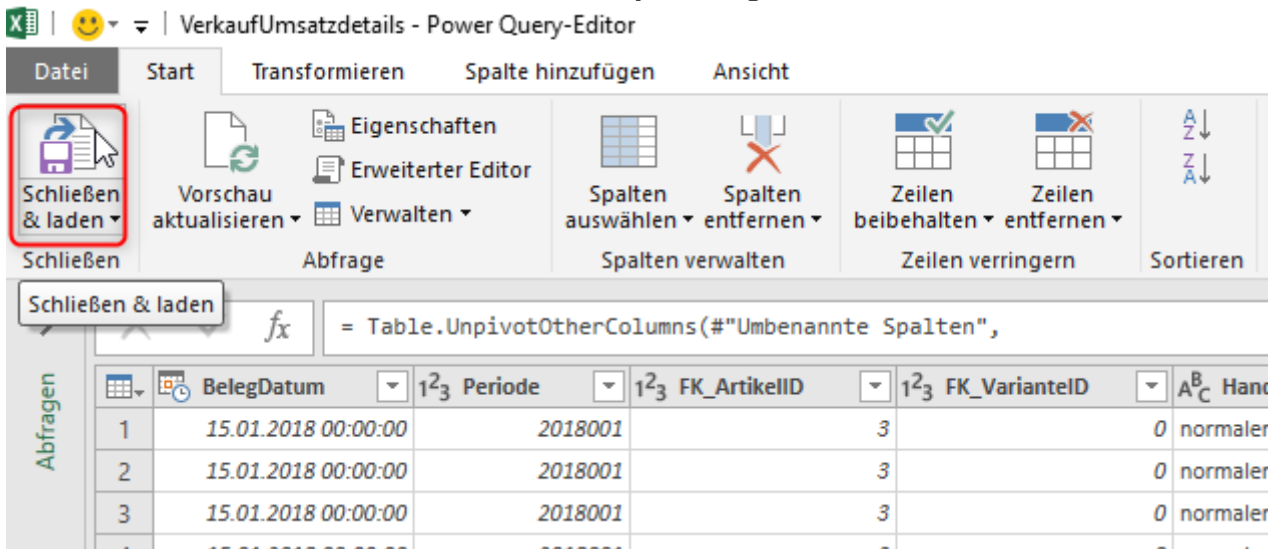 VerkaufUmsatzdetails - Power Query-Editor
Datei Start Transformieren Spalte hinzufügen Ansicht
Schließen & laden
Vorschau aktualisieren
Eigenschaften
Erweiterter Editor
Verwalten
Spalten auswählen
Spalten entfernen
Zeilen beibehalten
Zeilen entfernen
A Z
Z A
Schließen Abfrage Spalten verwalten Zeilen verringern Sortieren
Schließen & laden
fx = Table.UnpivotOtherColumns(#"Umbenannte Spalten",
Abfragen
BelegDatum 123 Periode 123 FK_ArtikelID 123 FK_VarianteID ABC
1 15.01.2018 00:00:00 2018001 3 0 normaler
2 15.01.2018 00:00:00 2018001 3 0 normaler
3 15.01.2018 00:00:00 2018001 3 0 normaler